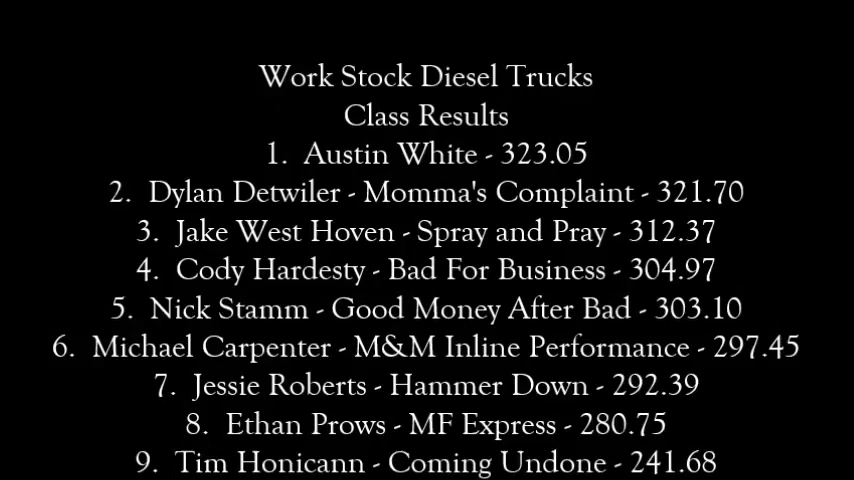 Work Stock Diesel Trucks
Class Results
1. Austin White - 323.05
2. Dylan Detwiler - Momma's Complaint - 321.70
3. Jake West Hoven - Spray and Pray - 312.37
4. Cody Hardesty - Bad For Business - 304.97
5. Nick Stamm - Good Money After Bad - 303.10
6. Michael Carpenter - M&M Inline Performance - 297.45
7. Jessie Roberts - Hammer Down - 292.39
8. Ethan Prows - MF Express - 280.75
9. Tim Honicann - Coming Undone - 241.68